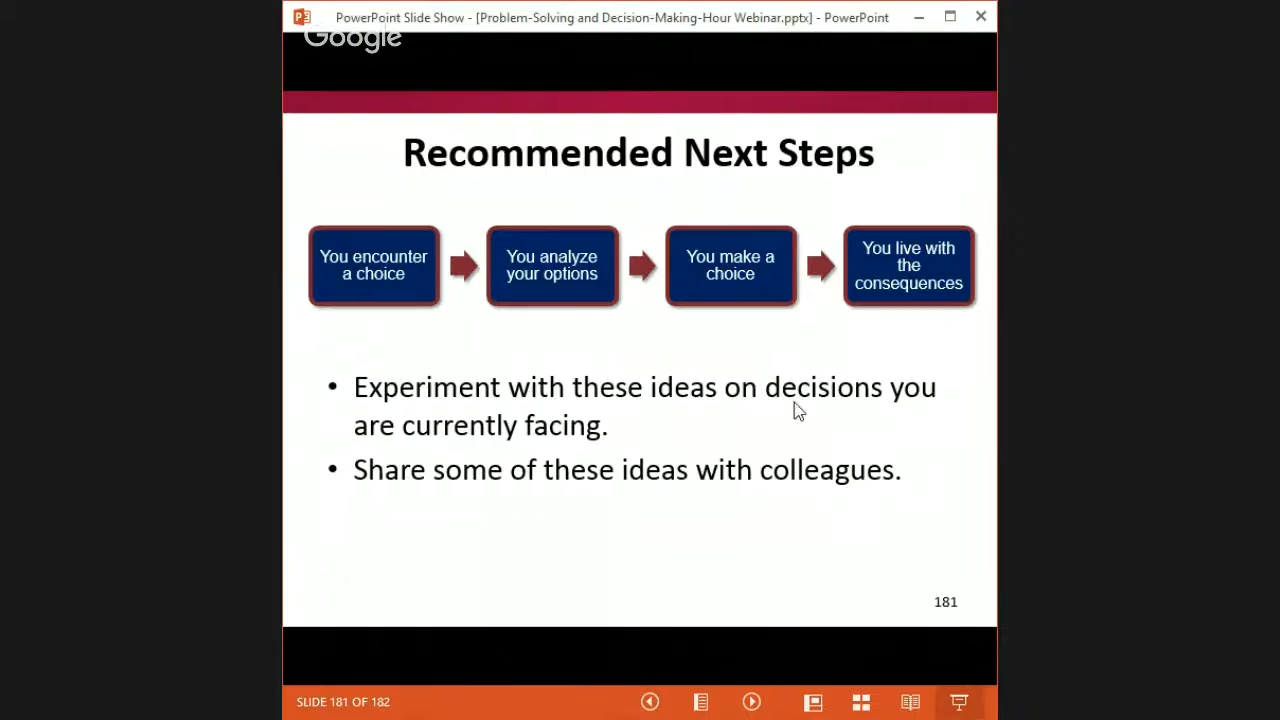 PowerPoint Slide Show - [Problem-Solving and Decision-Making-Hour Webinar.pptx] - PowerPoint
Google
Recommended Next Steps
You encounter
a choice
You analyze
your options
You make a
choice
You live with
the
consequences
• Experiment with these ideas on decisions you
are currently facing.
• Share some of these ideas with colleagues.
181
SLIDE 181 OF 182